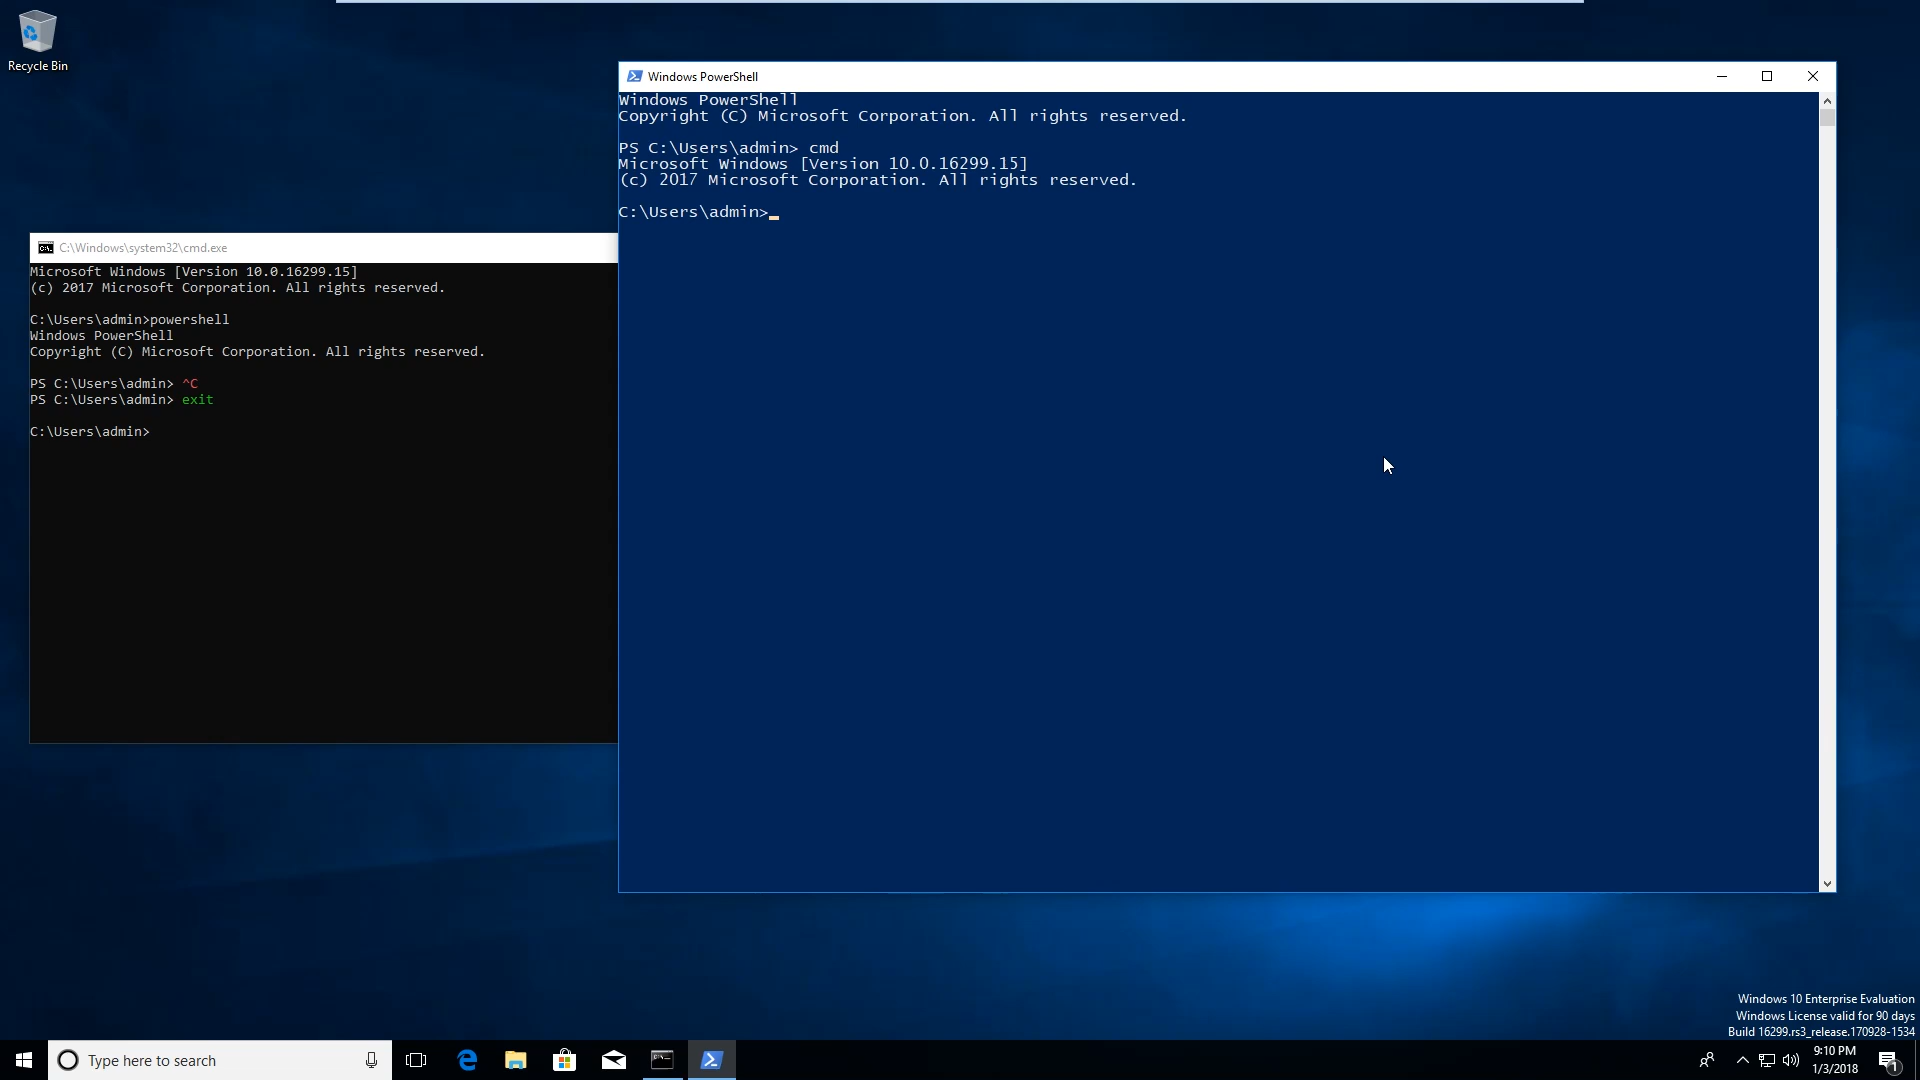 Recycle Bin
Windows PowerShell
Windows PowerShell
Copyright (C) Microsoft Corporation. All rights reserved.
PS C:\Users\admin> cmd
Microsoft Windows [Version 10.0.16299.15]
(c) 2017 Microsoft Corporation. All rights reserved.
C:\Users\admin>
C:\Windows\system32\cmd.exe
Microsoft Windows [Version 10.0.16299.15]
(c) 2017 Microsoft Corporation. All rights reserved.
C:\Users\admin>powershell
Windows PowerShell
Copyright (C) Microsoft Corporation. All rights reserved.
PS C:\Users\admin> ^C
PS C:\Users\admin> exit
C:\Users\admin>
Windows 10 Enterprise Evaluation
Windows License valid for 90 days
Build 16299.rs3_release.170928-1534
Type here to search
9:10 PM
1/3/2018
1